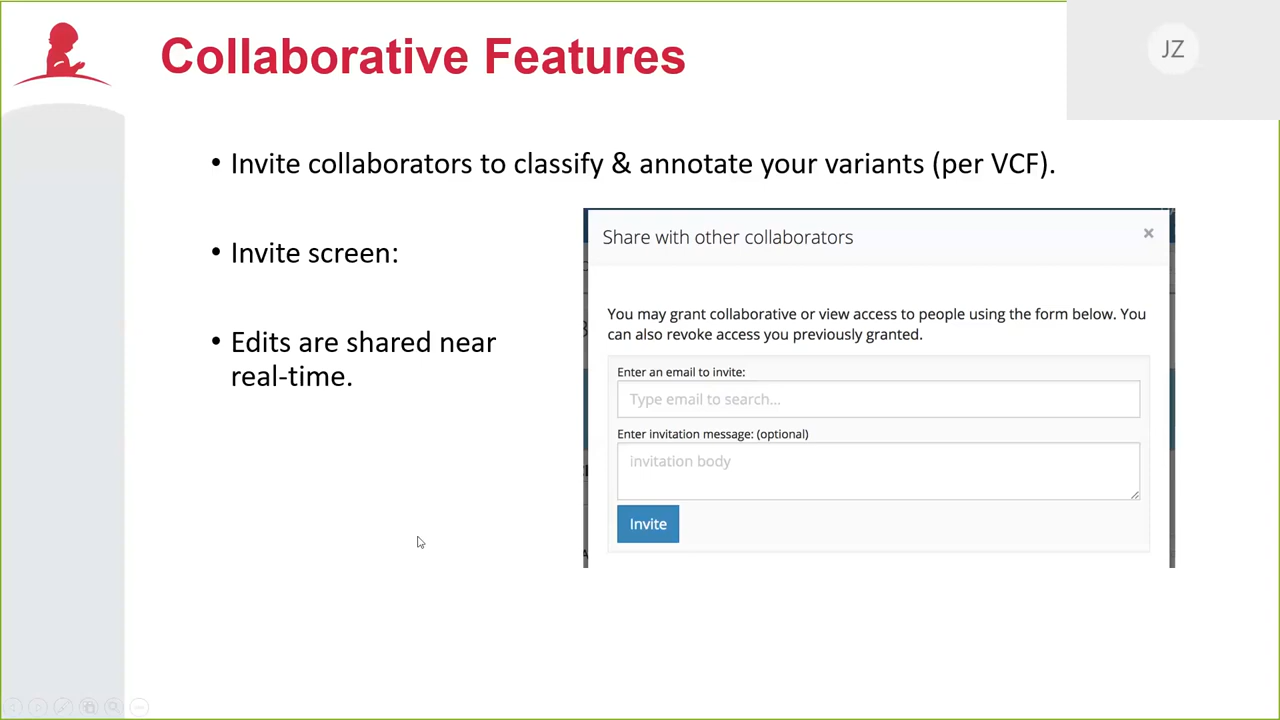 Collaborative Features
JZ
• Invite collaborators to classify & annotate your variants (per VCF).
• Invite screen:
• Edits are shared near
real-time.
Share with other collaborators
×
You may grant collaborative or view access to people using the form below. You
can also revoke access you previously granted.
Enter an email to invite:
Type email to search...
Enter invitation message: (optional)
invitation body
Invite